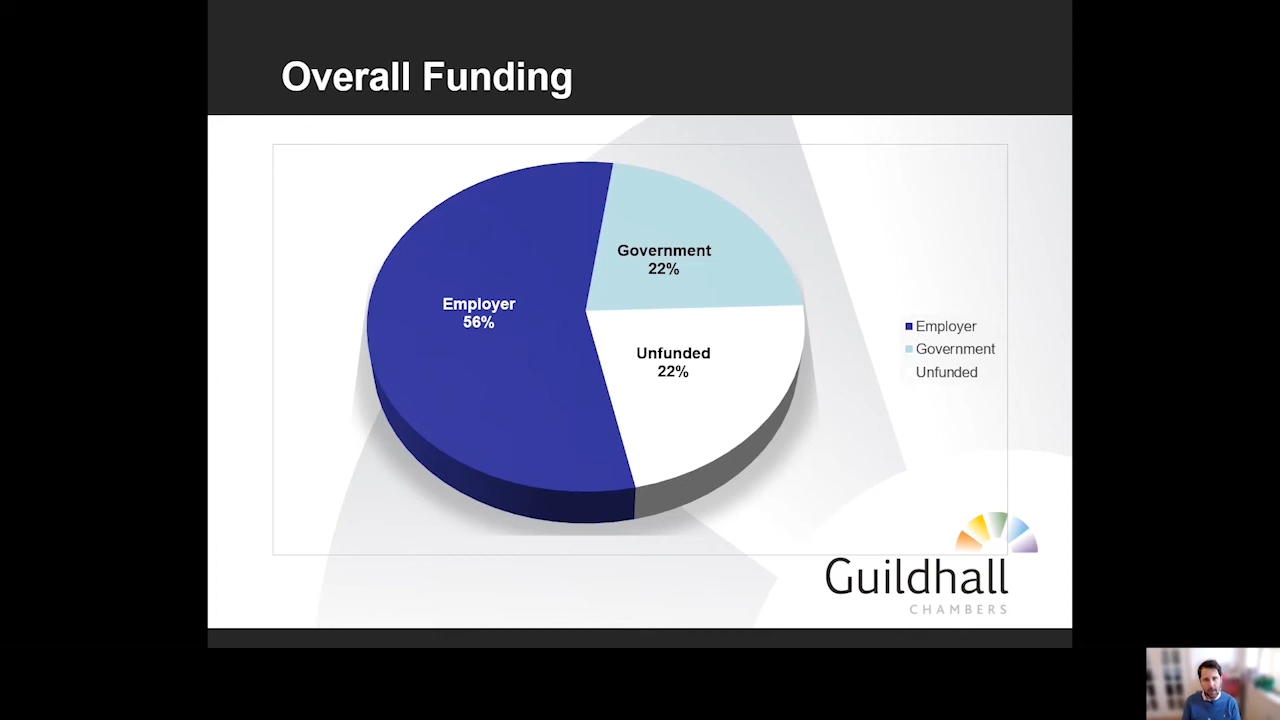 Overall Funding
Government
22%
Employer
56%
Unfunded
22%
Employer
Government
Unfunded
Guildhall
CHAMBERS